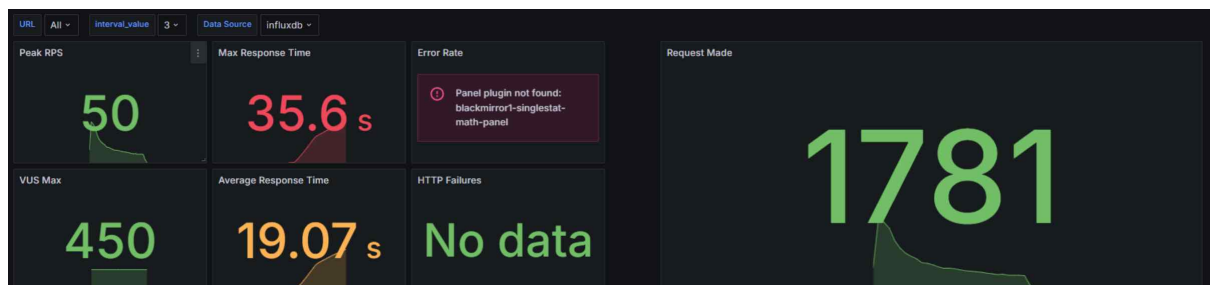 URL All interval_value 3 Data Source influxdb
Peak RPS
50
Max Response Time
35.6 s
Error Rate
Panel plugin not found:
blackmirror1-singlestat-
math-panel
Request Made
1781
VUS Max
450
Average Response Time
19.07 s
HTTP Failures
No data